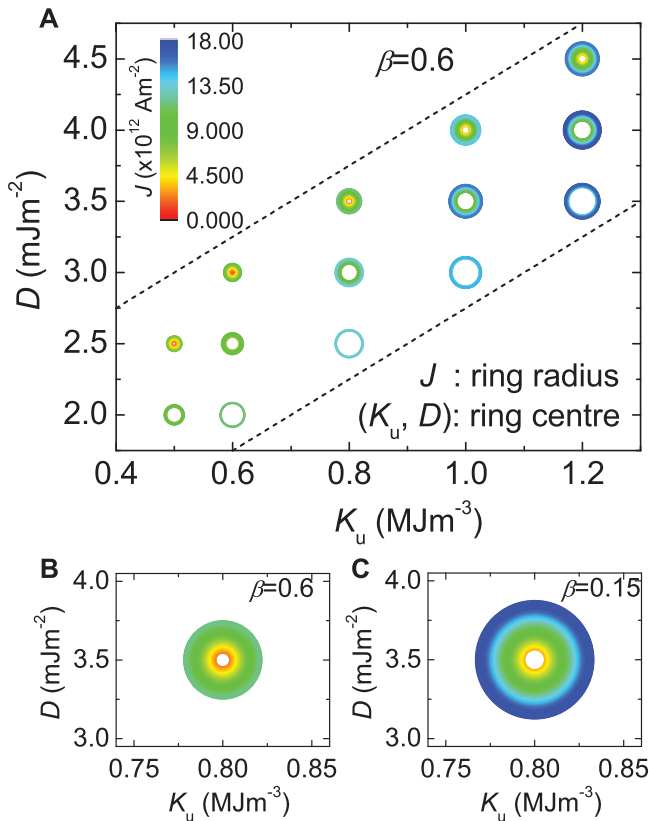 A
18.00
13.50
9.000
4.500
0.000
J (x10¹² Am⁻²)
β=0.6
4.5
4.0
3.5
3.0
2.5
2.0
D (mJm⁻²)
J : ring radius
(Kᵤ, D): ring centre
0.4 0.6 0.8 1.0 1.2
Kᵤ (MJm⁻³)
B
β=0.6
4.0
3.5
3.0
D (mJm⁻²)
0.75 0.80 0.85
Kᵤ (MJm⁻³)
C
β=0.15
4.0
3.5
3.0
D (mJm⁻²)
0.75 0.80 0.85
Kᵤ (MJm⁻³)